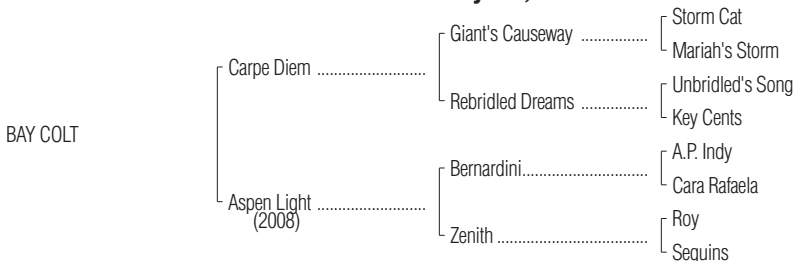 Storm Cat
Giant's Causeway ................
Mariah's Storm
Carpe Diem ..........................
Unbridled's Song
Rebridled Dreams ................
Key Cents
BAY COLT
A.P. Indy
Bernardini..............................
Cara Rafaela
Aspen Light ..........................
(2008)
Roy
Zenith ....................................
Sequins